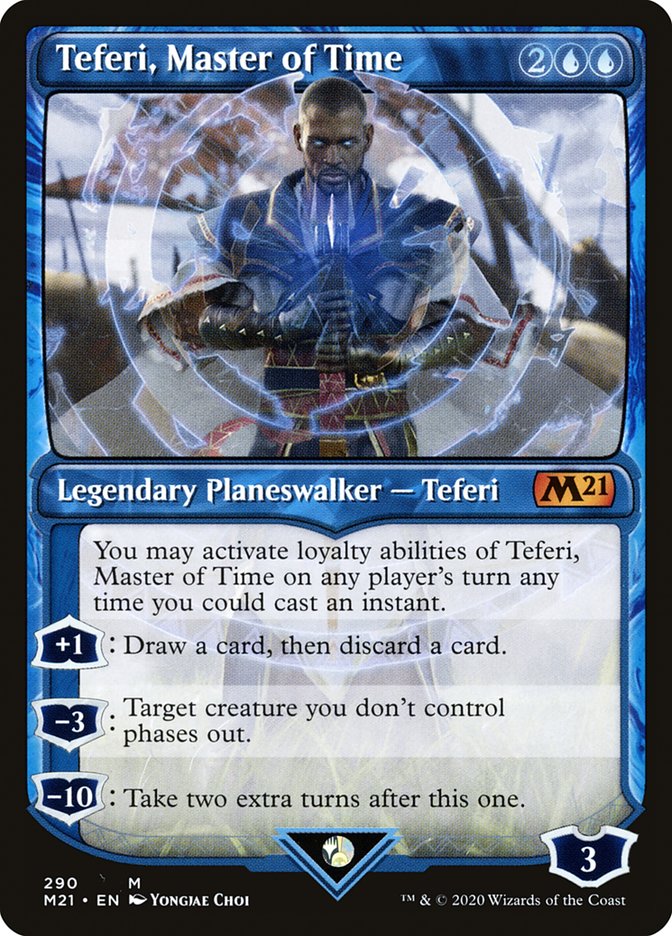 Teferi, Master of Time 2
Legendary Planeswalker — Teferi M21
You may activate loyalty abilities of Teferi,
Master of Time on any player's turn any
time you could cast an instant.
+1: Draw a card, then discard a card.
−3: Target creature you don't control
phases out.
−10: Take two extra turns after this one.
3
290 M
M21 • EN Yongjae Choi ™ & © 2020 Wizards of the Coast